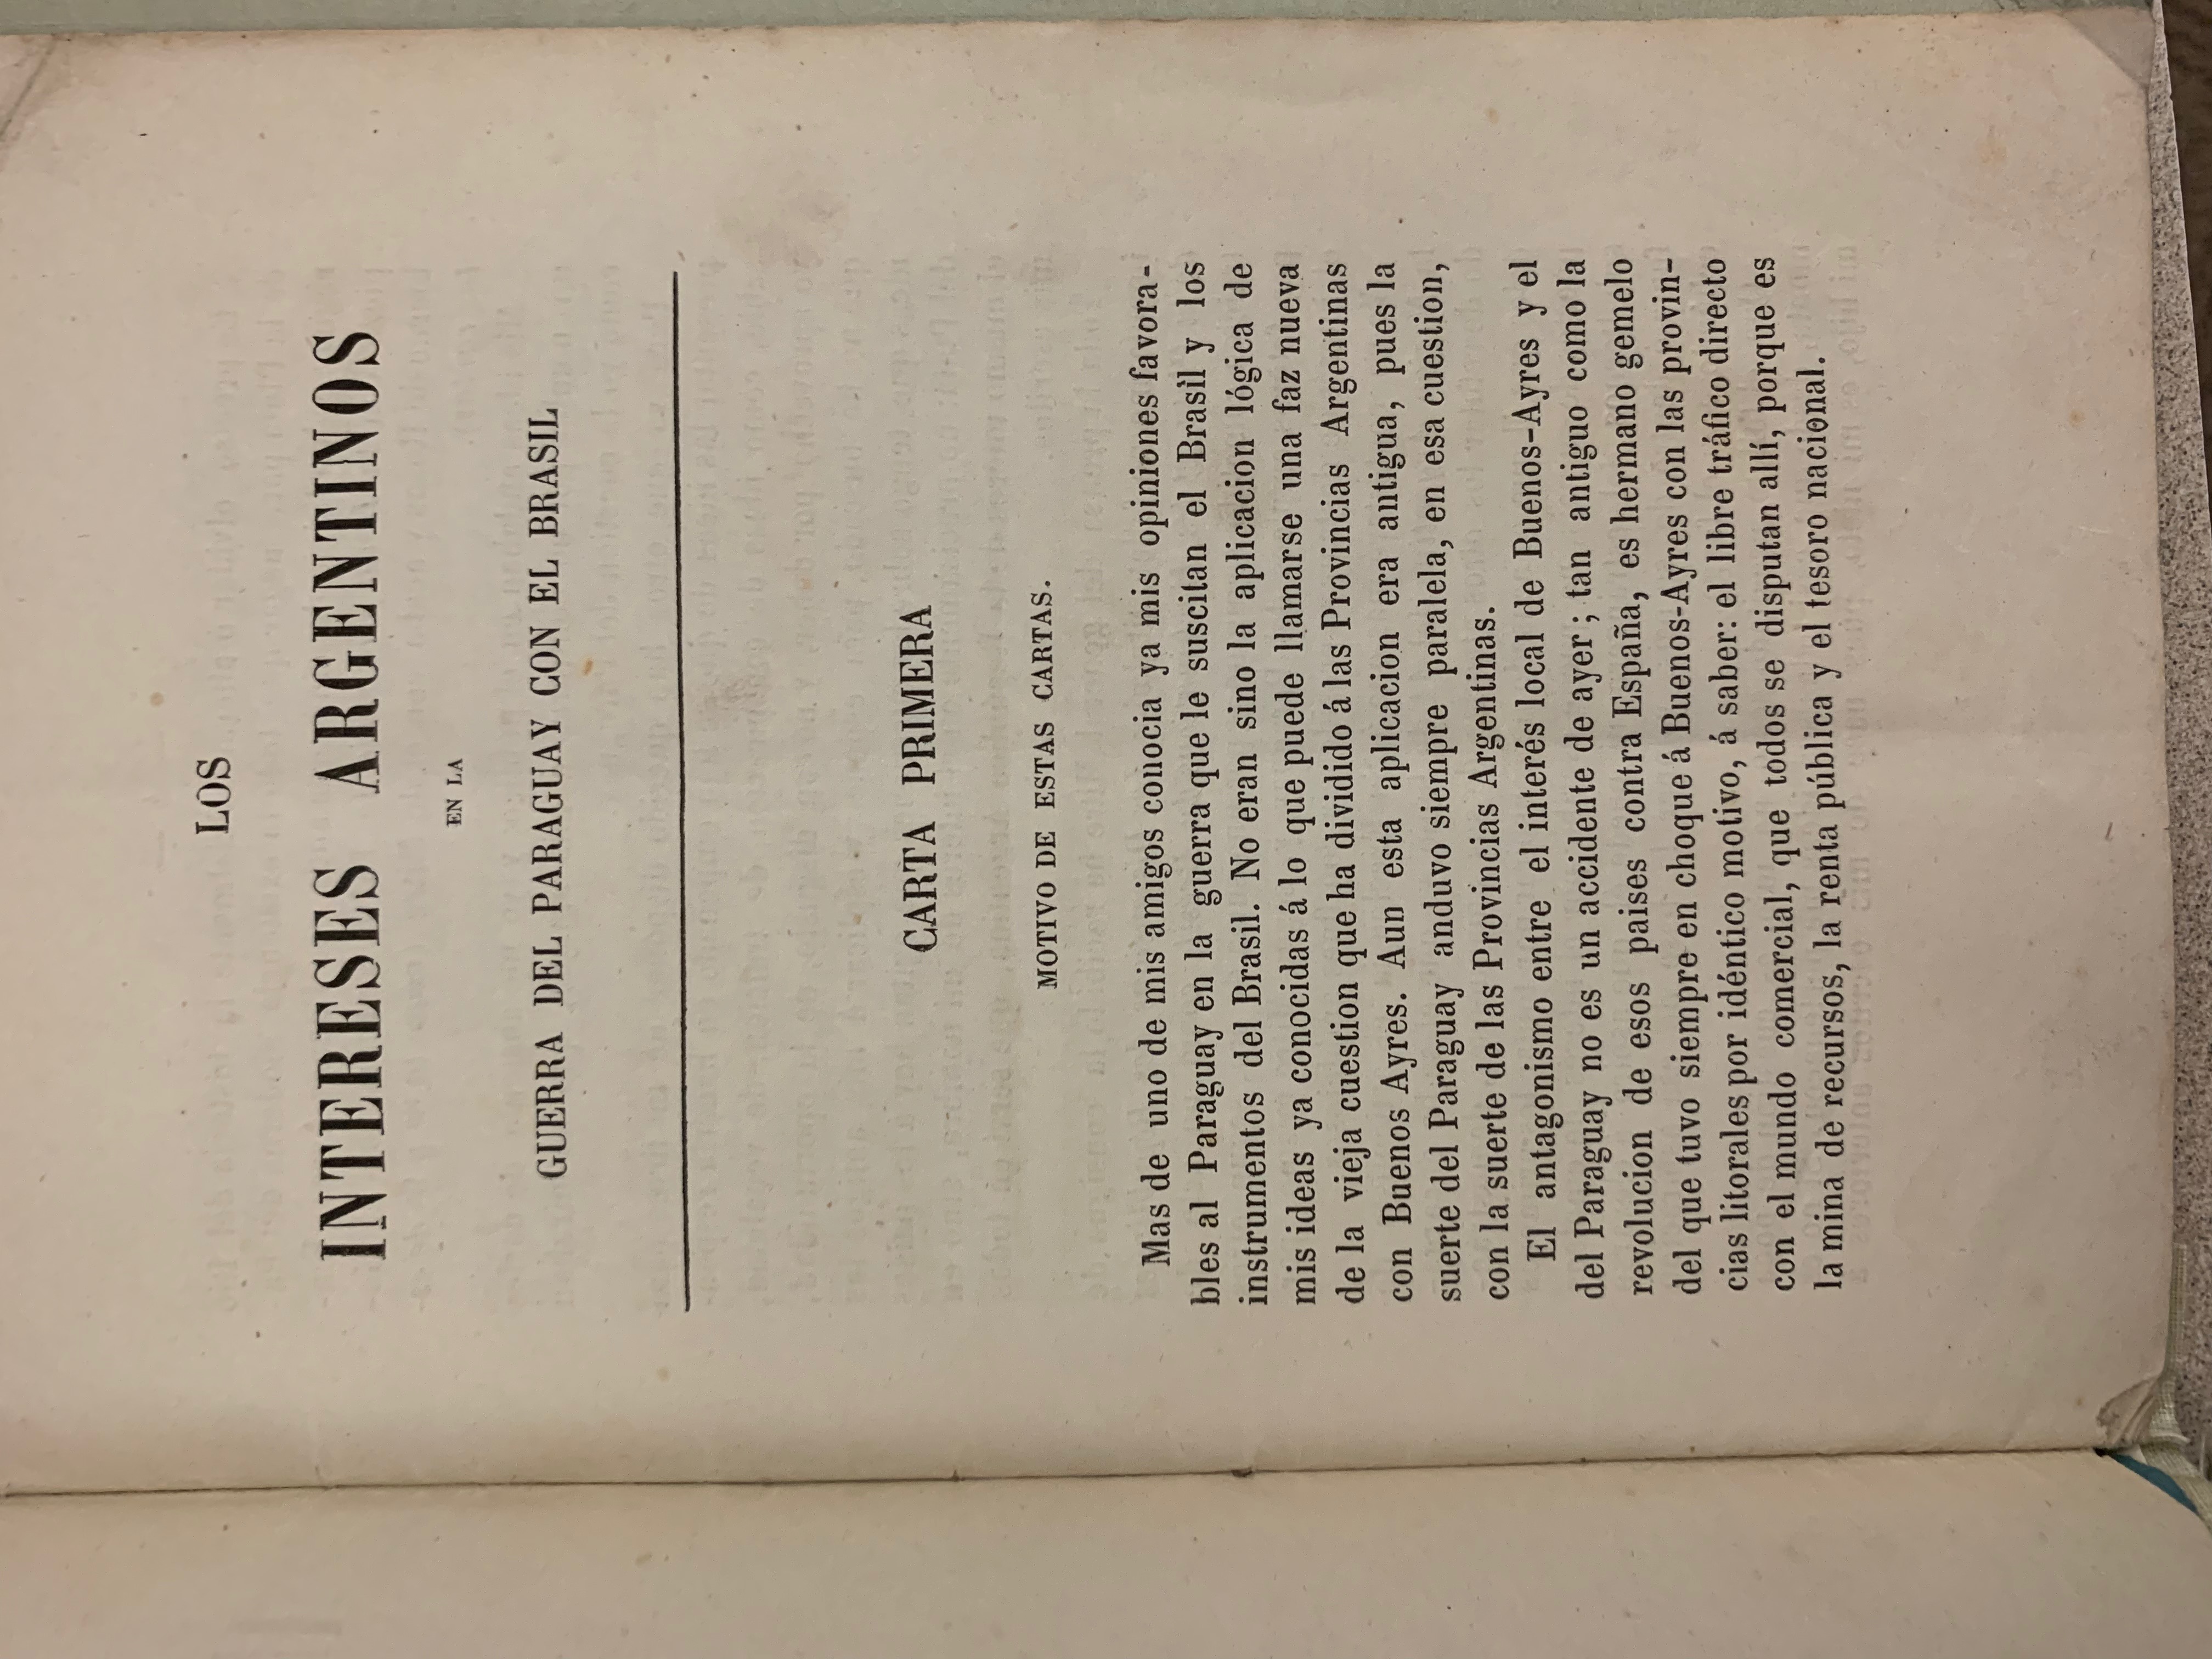 LOS
INTERESES ARGENTINOS
EN LA
GUERRA DEL PARAGUAY CON EL BRASIL
CARTA PRIMERA
MOTIVO DE ESTAS CARTAS.
Mas de uno de mis amigos conocia ya mis opiniones favora-
bles al Paraguay en la guerra que le suscitan el Brasil y los
instrumentos del Brasil. No eran sino la aplicacion lógica de
mis ideas ya conocidas á lo que puede llamarse una faz nueva
de la vieja cuestion que ha dividido á las Provincias Argentinas
con Buenos Ayres. Aun esta aplicacion era antigua, pues la
suerte del Paraguay anduvo siempre paralela, en esa cuestion,
con la suerte de las Provincias Argentinas.
El antagonismo entre el interés local de Buenos-Ayres y el
del Paraguay no es un accidente de ayer; tan antiguo como la
revolucion de esos paises contra España, es hermano gemelo
del que tuvo siempre en choque á Buenos-Ayres con las provin-
cias litorales por idéntico motivo, á saber: el libre tráfico directo
con el mundo comercial, que todos se disputan allí, porque es
la mina de recursos, la renta pública y el tesoro nacional.